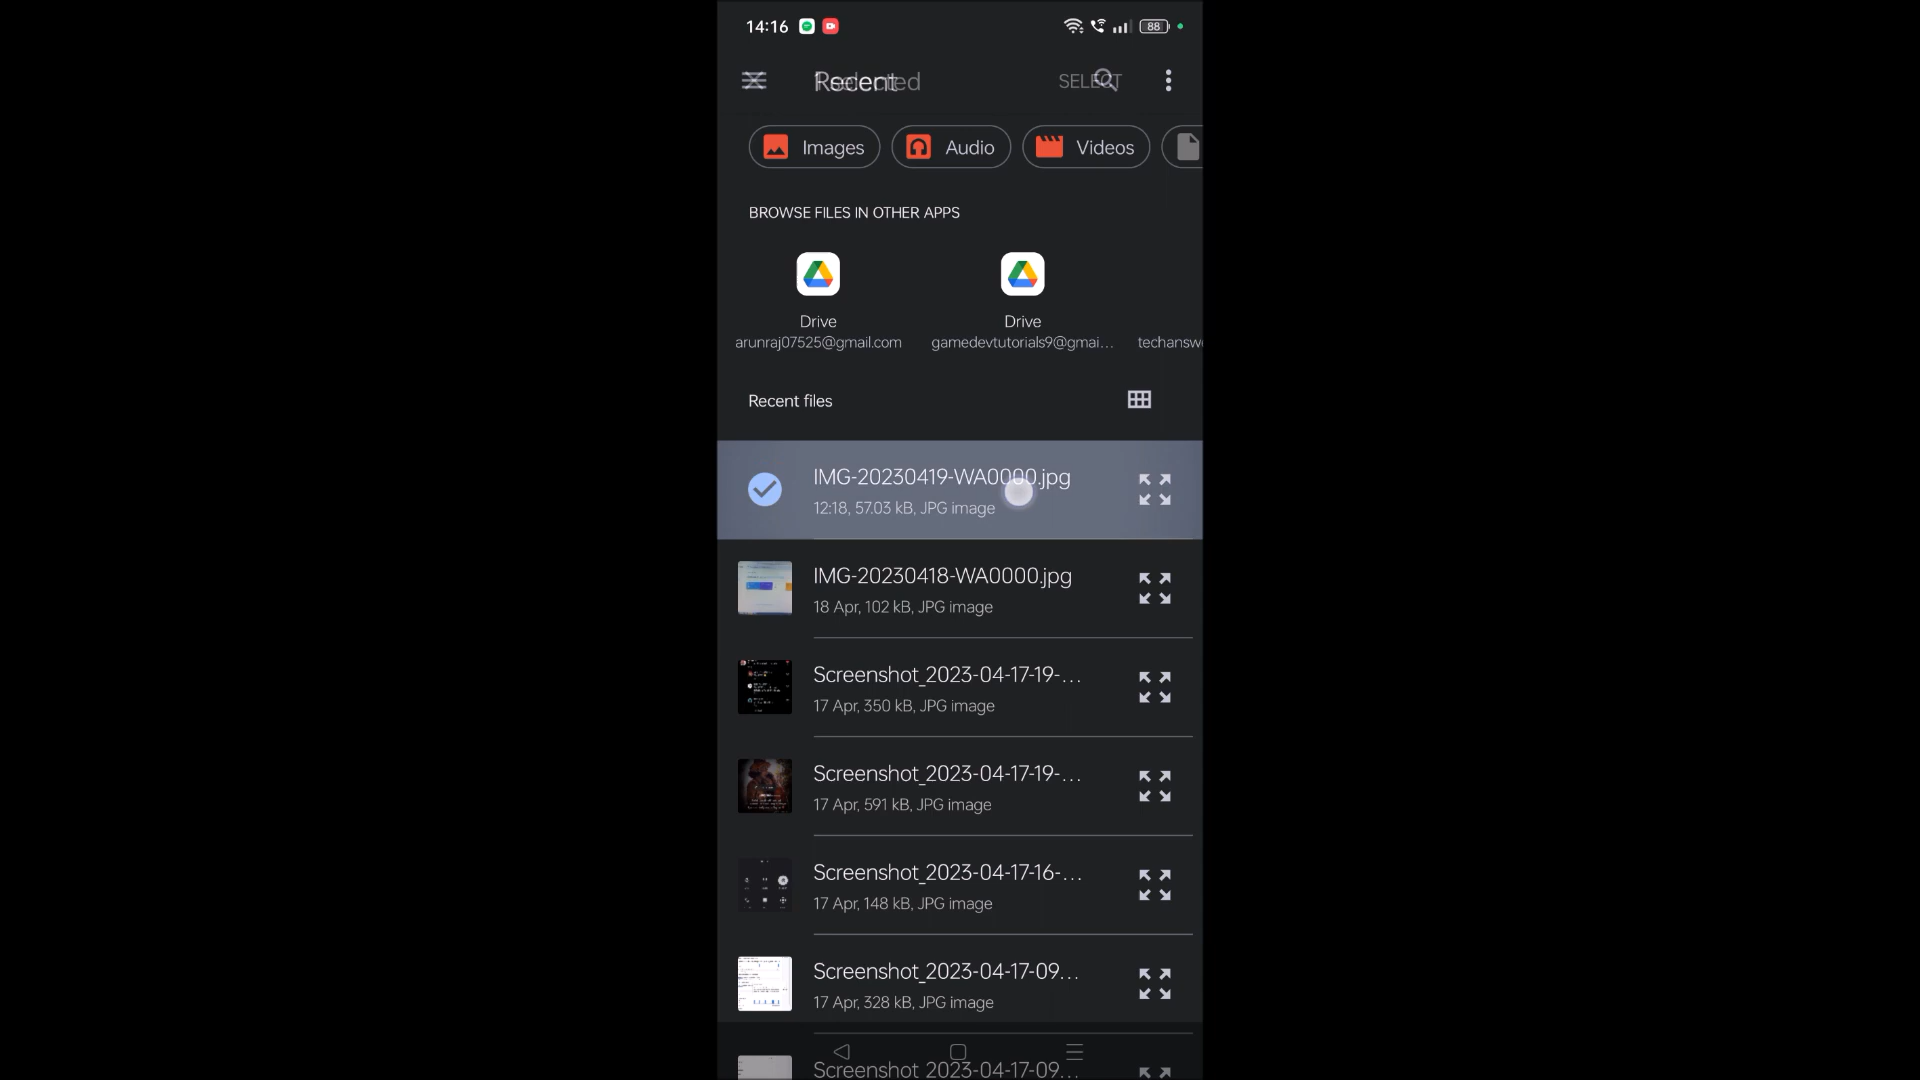 14:16
88
Recent
SELECT
Images
Audio
Videos
BROWSE FILES IN OTHER APPS
Drive
arunraj07525@gmail.com
Drive
gamedevtutorials9@gmai...
techansw
Recent files
IMG-20230419-WA0000.jpg
12:18, 57.03 kB, JPG image
IMG-20230418-WA0000.jpg
18 Apr, 102 kB, JPG image
Screenshot_2023-04-17-19-...
17 Apr, 350 kB, JPG image
Screenshot_2023-04-17-19-...
17 Apr, 591 kB, JPG image
Screenshot_2023-04-17-16-...
17 Apr, 148 kB, JPG image
Screenshot_2023-04-17-09...
17 Apr, 328 kB, JPG image
Screenshot_2023-04-17-09...